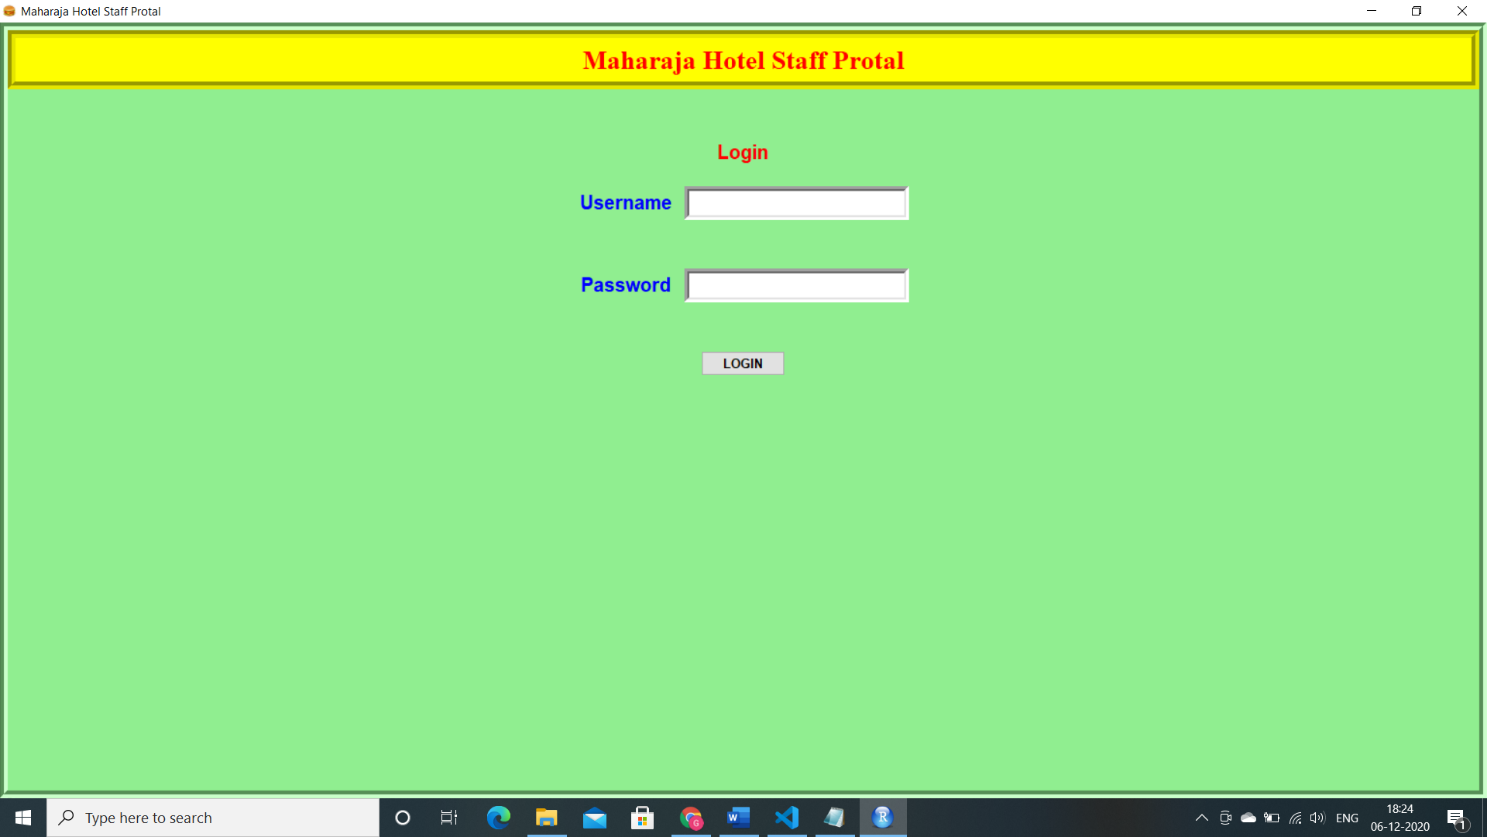 Maharaja Hotel Staff Protal
Maharaja Hotel Staff Protal
Login
Username
Password
LOGIN
Type here to search
ENG
18:24
06-12-2020
1